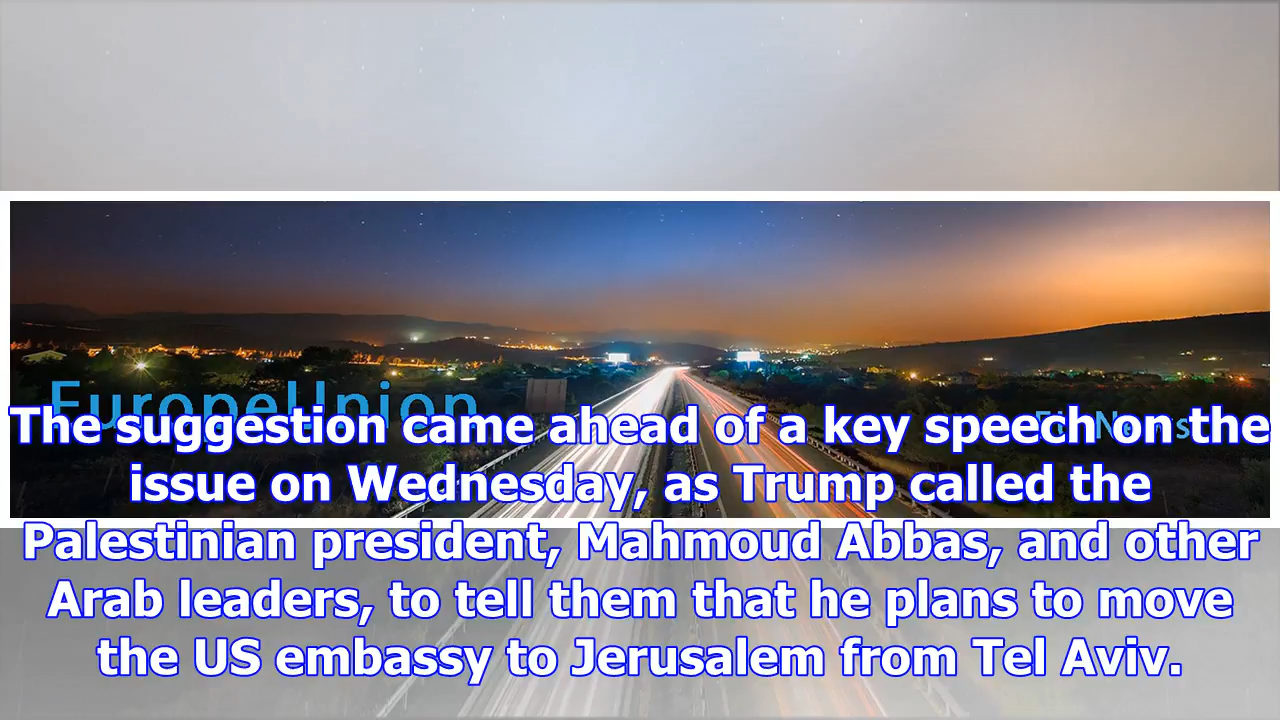 EuropeUnion
The suggestion came ahead of a key speech on the
issue on Wednesday, as Trump called the
Palestinian president, Mahmoud Abbas, and other
Arab leaders, to tell them that he plans to move
the US embassy to Jerusalem from Tel Aviv.